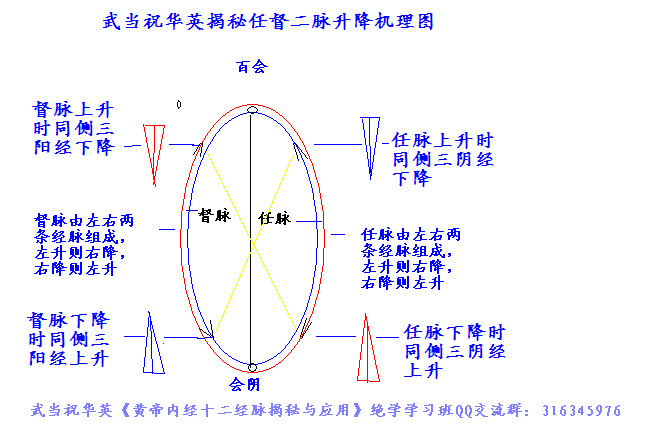 武当祝华英揭秘任督二脉升降机理图
百会
0
督脉上升
时同侧三
阳经下降
任脉上升时
同侧三阴经
下降
督脉
任脉
督脉由左右两
条经脉组成，
左升则右降，
右降则左升
任脉由左右两
条经脉组成，
左升则右降，
右降则左升
督脉下降
时同侧三
阳经上升
任脉下降时
同侧三阴经
上升
会阴
武当祝华英《黄帝内经十二经脉揭秘与应用》绝学学习班QQ交流群：316345976